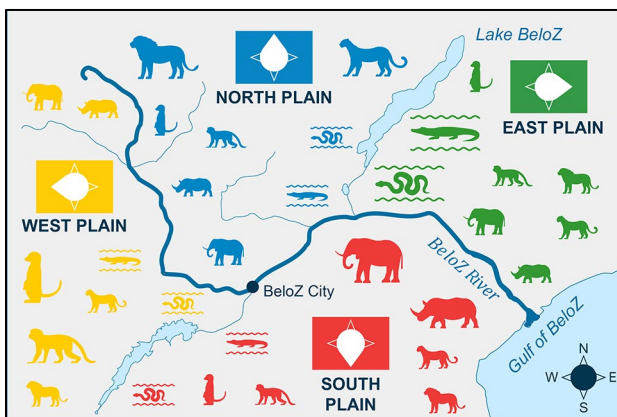 Lake BeloZ
NORTH PLAIN
EAST PLAIN
WEST PLAIN
BeloZ River
BeloZ City
Gulf of BeloZ
SOUTH
PLAIN
N
W
E
S